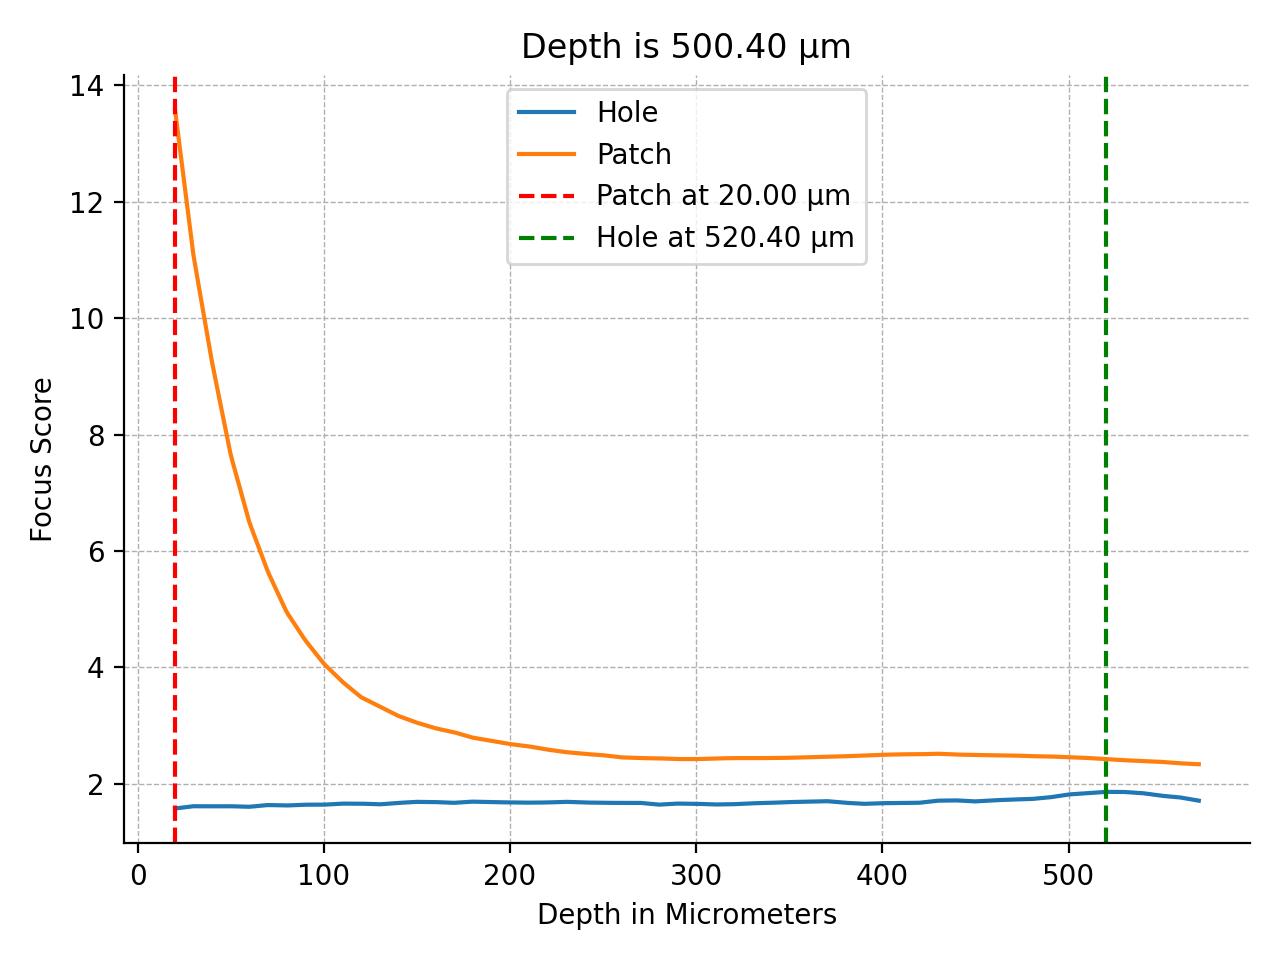 Depth is 500.40 µm
14
12
10
8
6
4
2
Focus Score
Hole
Patch
Patch at 20.00 µm
Hole at 520.40 µm
0 100 200 300 400 500
Depth in Micrometers